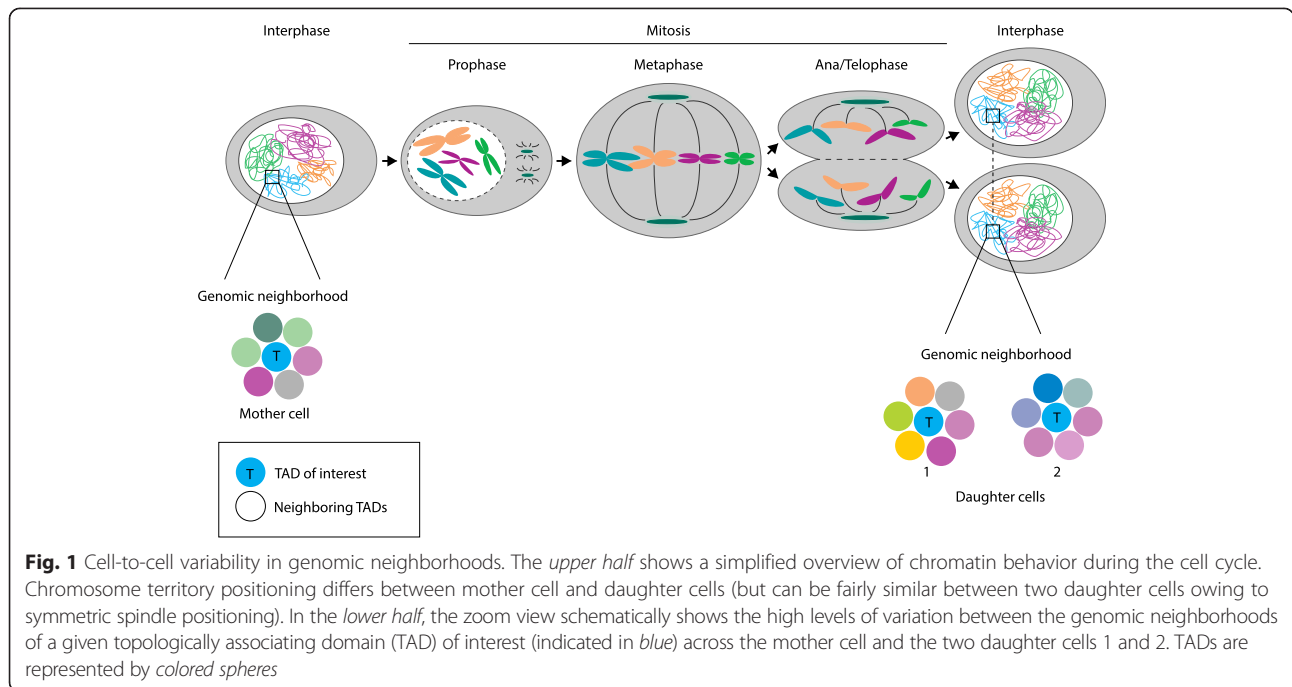 Interphase
Mitosis
Interphase
Prophase
Metaphase
Ana/Telophase
Genomic neighborhood
T
Mother cell
T TAD of interest
Neighboring TADs
Genomic neighborhood
T
T
1
2
Daughter cells
Fig. 1 Cell-to-cell variability in genomic neighborhoods. The upper half shows a simplified overview of chromatin behavior during the cell cycle.
Chromosome territory positioning differs between mother cell and daughter cells (but can be fairly similar between two daughter cells owing to
symmetric spindle positioning). In the lower half, the zoom view schematically shows the high levels of variation between the genomic neighborhoods
of a given topologically associating domain (TAD) of interest (indicated in blue) across the mother cell and the two daughter cells 1 and 2. TADs are
represented by colored spheres